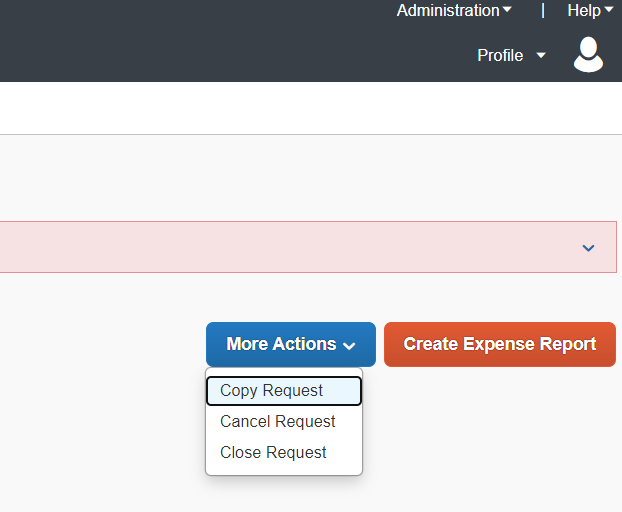 Administration | Help
Profile
More Actions
Create Expense Report
Copy Request
Cancel Request
Close Request